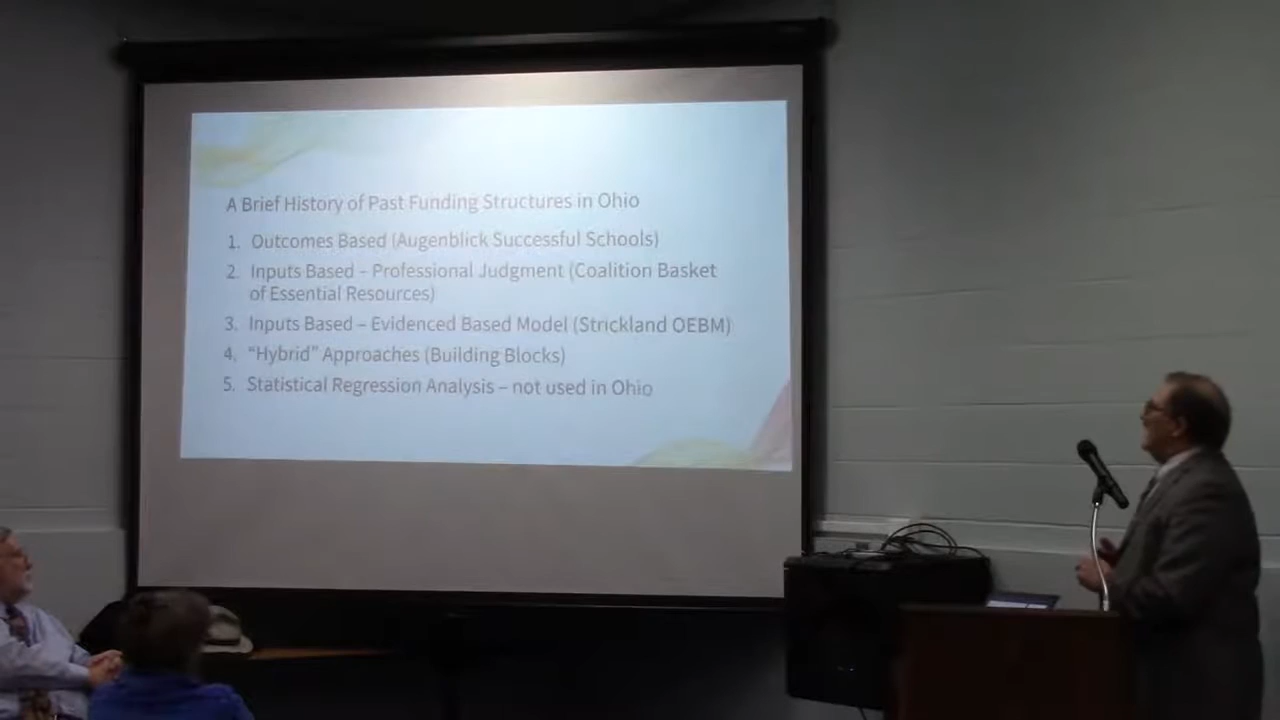 A Brief History of Past Funding Structures in Ohio
1. Outcomes Based (Augenblick Successful Schools)
2. Inputs Based – Professional Judgment (Coalition Basket
of Essential Resources)
3. Inputs Based – Evidenced Based Model (Strickland OEBM)
4. “Hybrid” Approaches (Building Blocks)
5. Statistical Regression Analysis – not used in Ohio